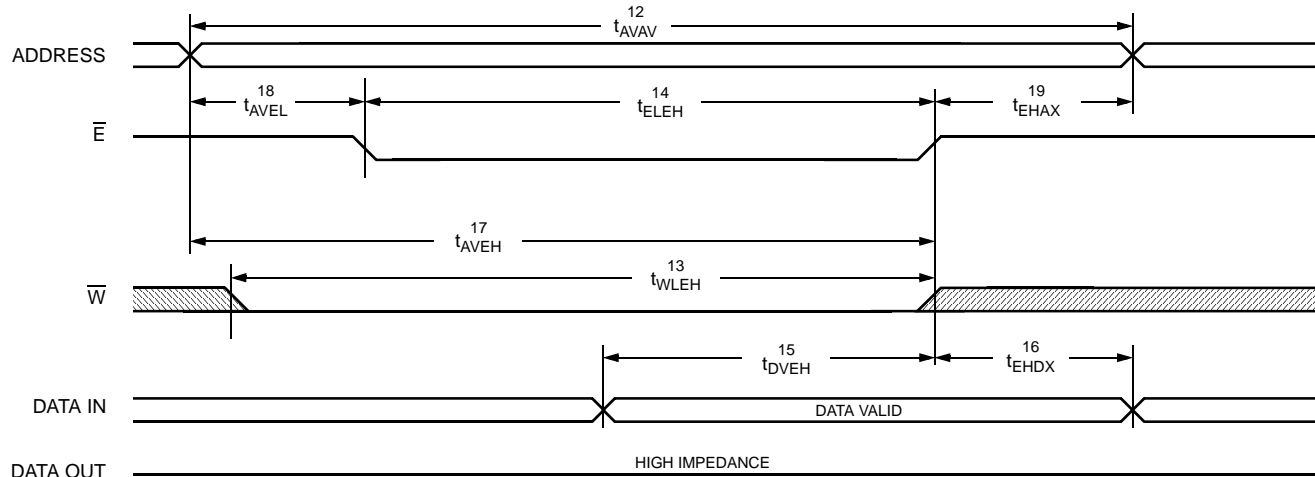 12
tAVAV
ADDRESS
18
tAVEL
14
tELEH
19
tEHAX
E
17
tAVEH
13
tWLEH
W
15
tDVEH
16
tEHDX
DATA IN
DATA VALID
DATA OUT
HIGH IMPEDANCE